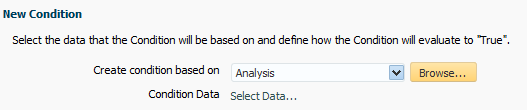 New Condition
Select the data that the Condition will be based on and define how the Condition will evaluate to "True".
Create condition based on Analysis Browse...
Condition Data Select Data...